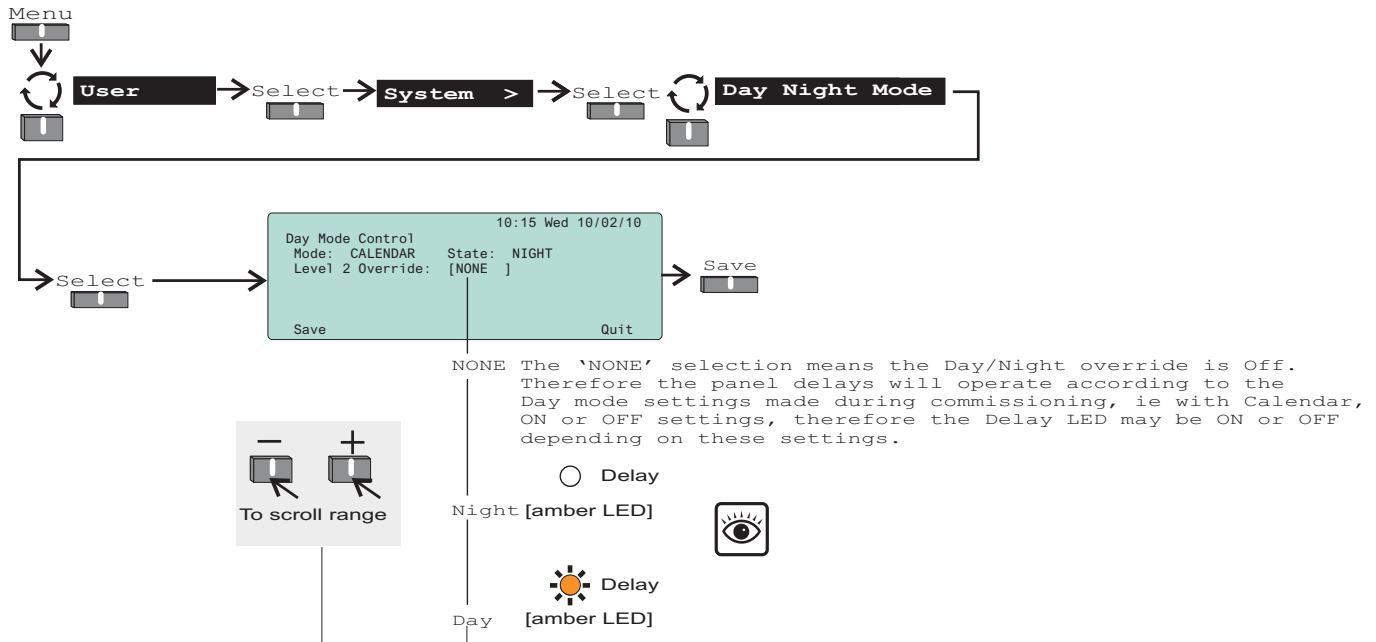 Menu
User
Select
System >
Select
Day Night Mode
Select
10:15 Wed 10/02/10
Day Mode Control
Mode: CALENDAR State: NIGHT
Level 2 Override: [NONE ]
Save Quit
Save
NONE The ‘NONE’ selection means the Day/Night override is Off.
Therefore the panel delays will operate according to the
Day mode settings made during commissioning, ie with Calendar,
ON or OFF settings, therefore the Delay LED may be ON or OFF
depending on these settings.
− +
To scroll range
Delay
Night [amber LED]
Delay
Day [amber LED]